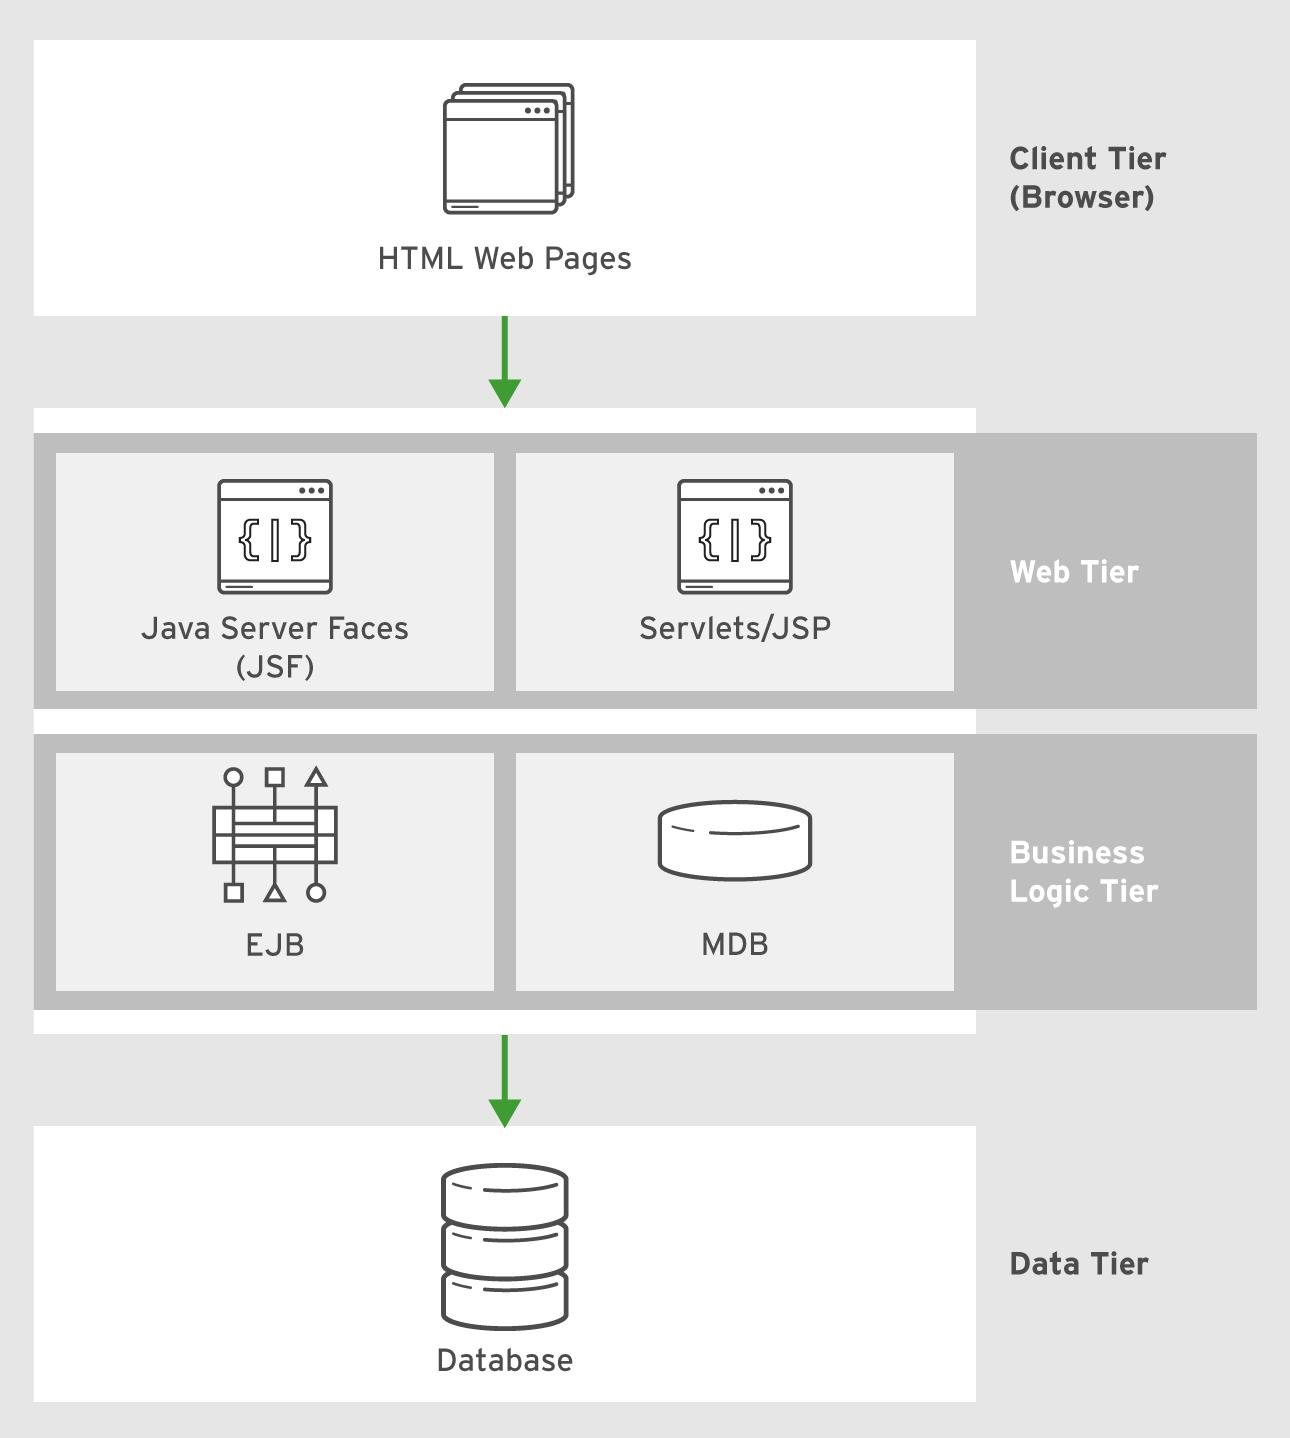 HTML Web Pages
Client Tier
(Browser)
Java Server Faces
(JSF)
Servlets/JSP
Web Tier
EJB
MDB
Business
Logic Tier
Database
Data Tier